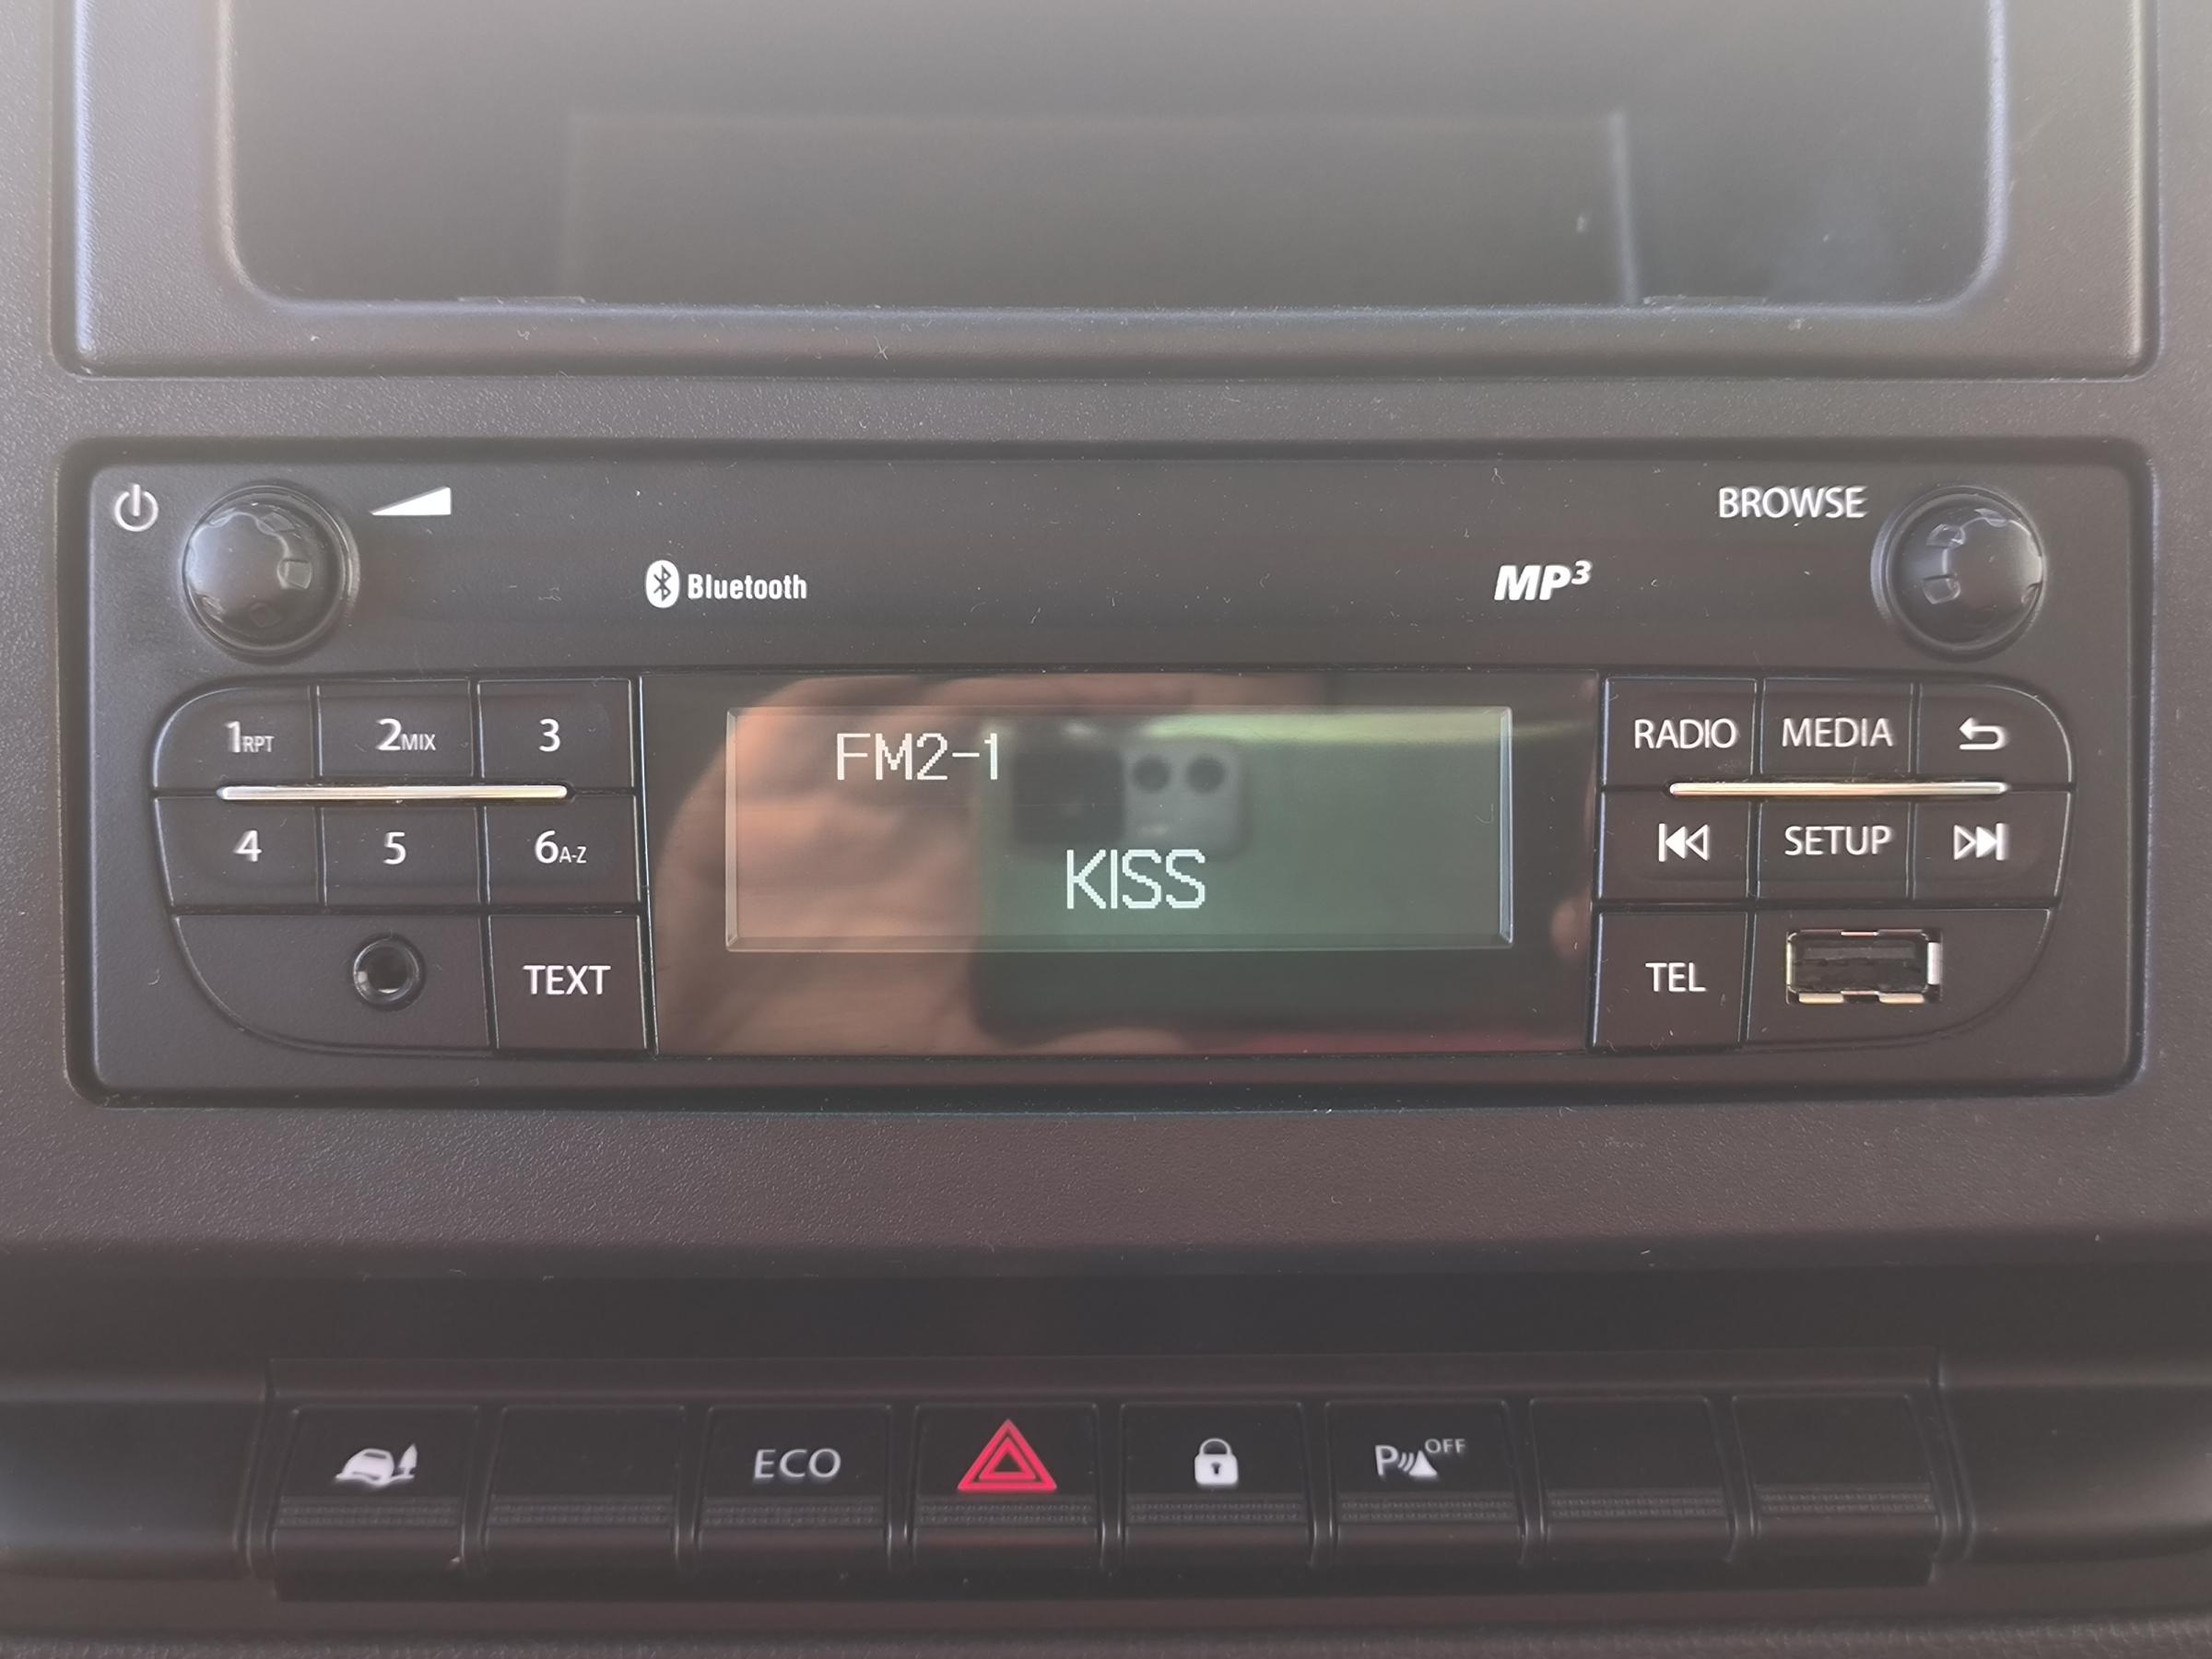 BROWSE
Bluetooth
MP3
1RPT 2MIX 3
RADIO MEDIA
FM2-1
4 5 6A-Z
KISS
SETUP
TEXT
TEL
ECO
P OFF